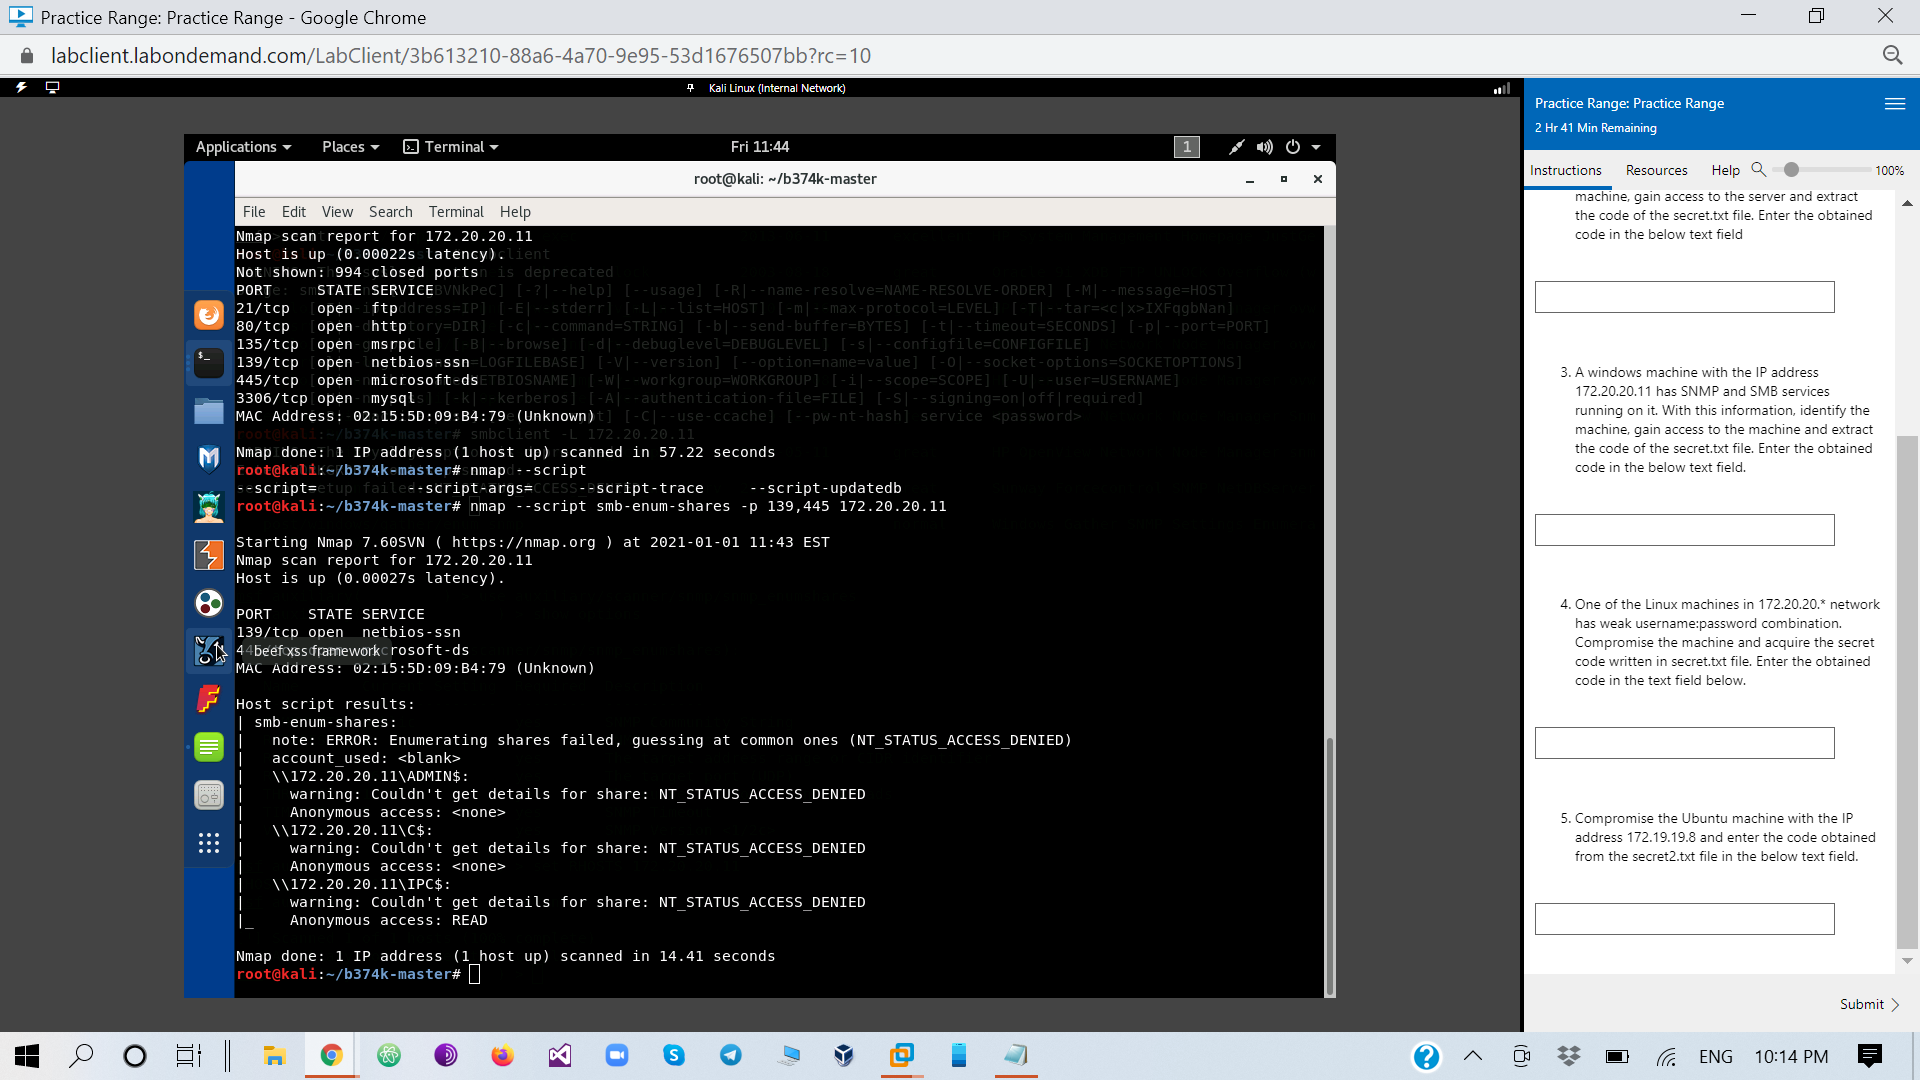 Practice Range: Practice Range - Google Chrome
labclient.labondemand.com/LabClient/3b613210-88a6-4a70-9e95-53d1676507bb?rc=10
Kali Linux (Internal Network)
Applications Places Terminal Fri 11:44 1
root@kali: ~/b374k-master
File Edit View Search Terminal Help
Nmap scan report for 172.20.20.11
Host is up (0.00022s latency).
Not shown: 994 closed ports
PORT STATE SERVICE
21/tcp open ftp
80/tcp open http
135/tcp open msrpc
139/tcp open netbios-ssn
445/tcp open microsoft-ds
3306/tcp open mysql
MAC Address: 02:15:5D:09:B4:79 (Unknown)
Nmap done: 1 IP address (1 host up) scanned in 57.22 seconds
root@kali:~/b374k-master# nmap --script
--script= --script-args= --script-trace --script-updatedb
root@kali:~/b374k-master# nmap --script smb-enum-shares -p 139,445 172.20.20.11
Starting Nmap 7.60SVN ( https://nmap.org ) at 2021-01-01 11:43 EST
Nmap scan report for 172.20.20.11
Host is up (0.00027s latency).
PORT STATE SERVICE
139/tcp open netbios-ssn
beef xss framework
MAC Address: 02:15:5D:09:B4:79 (Unknown)
Host script results:
| smb-enum-shares:
| note: ERROR: Enumerating shares failed, guessing at common ones (NT_STATUS_ACCESS_DENIED)
| account_used: <blank>
| \\172.20.20.11\ADMIN$:
| warning: Couldn't get details for share: NT_STATUS_ACCESS_DENIED
| Anonymous access: <none>
| \\172.20.20.11\C$:
| warning: Couldn't get details for share: NT_STATUS_ACCESS_DENIED
| Anonymous access: <none>
| \\172.20.20.11\IPC$:
| warning: Couldn't get details for share: NT_STATUS_ACCESS_DENIED
|_ Anonymous access: READ
Nmap done: 1 IP address (1 host up) scanned in 14.41 seconds
root@kali:~/b374k-master#
Practice Range: Practice Range
2 Hr 41 Min Remaining
Instructions Resources Help 100%
machine, gain access to the server and extract
the code of the secret.txt file. Enter the obtained
code in the below text field
3. A windows machine with the IP address
172.20.20.11 has SNMP and SMB services
running on it. With this information, identify the
machine, gain access to the machine and extract
the code of the secret.txt file. Enter the obtained
code in the below text field.
4. One of the Linux machines in 172.20.20.* network
has weak username:password combination.
Compromise the machine and acquire the secret
code written in secret.txt file. Enter the obtained
code in the text field below.
5. Compromise the Ubuntu machine with the IP
address 172.19.19.8 and enter the code obtained
from the secret2.txt file in the below text field.
Submit
ENG 10:14 PM